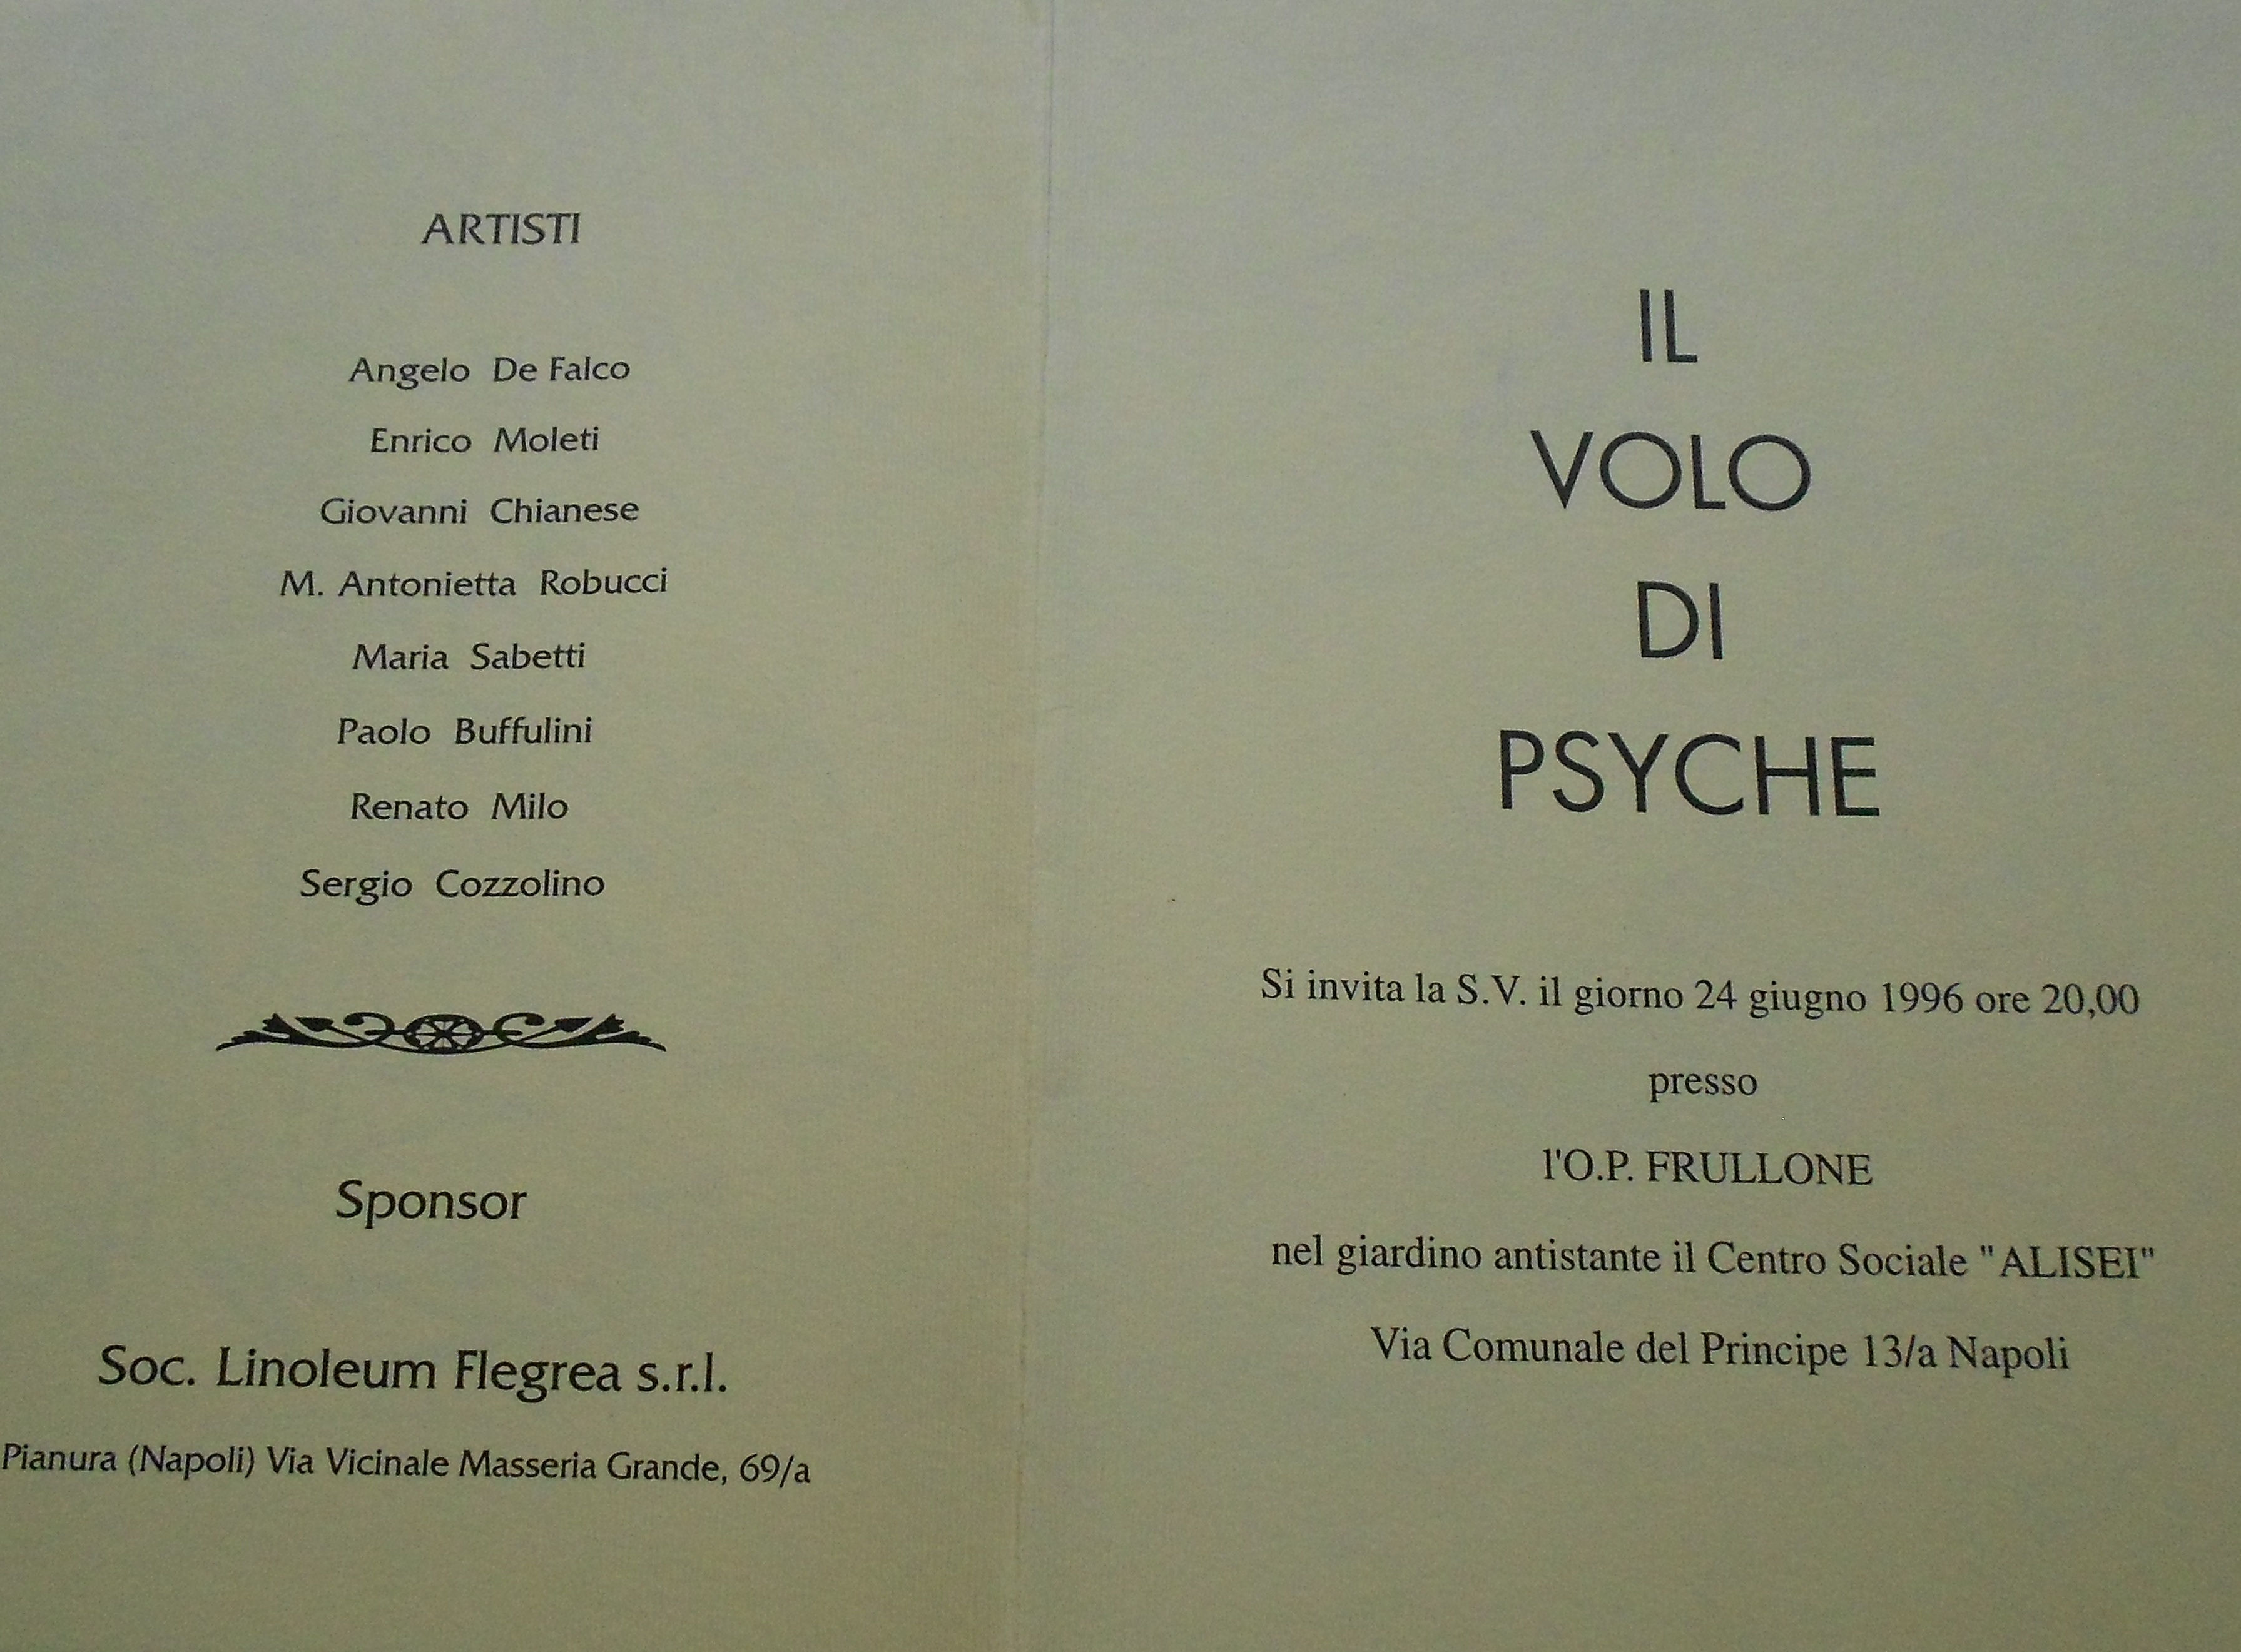 ARTISTI
Angelo De Falco
Enrico Moleti
Giovanni Chianese
M. Antonietta Robucci
Maria Sabetti
Paolo Buffulini
Renato Milo
Sergio Cozzolino
Sponsor
Soc. Linoleum Flegrea s.r.l.
Pianura (Napoli) Via Vicinale Masseria Grande, 69/a
IL
VOLO
DI
PSYCHE
Si invita la S.V. il giorno 24 giugno 1996 ore 20,00
presso
l'O.P. FRULLONE
nel giardino antistante il Centro Sociale "ALISEI"
Via Comunale del Principe 13/a Napoli